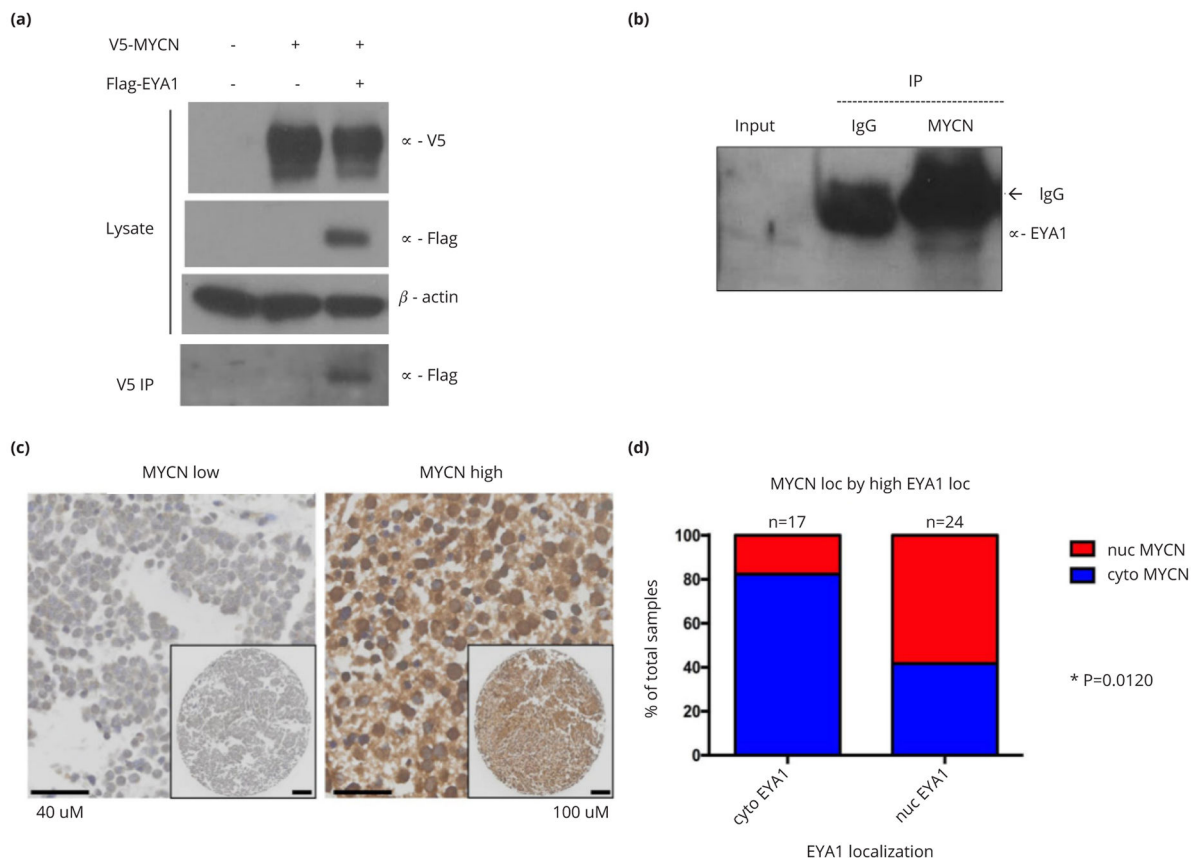 (a)
V5-MYCN - + +
Flag-EYA1 - - +
∝ - V5
Lysate
∝ - Flag
β - actin
V5 IP
∝ - Flag
(b)
IP
Input IgG MYCN
← IgG
∝- EYA1
(c)
MYCN low MYCN high
40 uM 100 uM
(d)
MYCN loc by high EYA1 loc
n=17 n=24
% of total samples
100
80
60
40
20
0
cyto EYA1
nuc EYA1
EYA1 localization
nuc MYCN
cyto MYCN
* P=0.0120